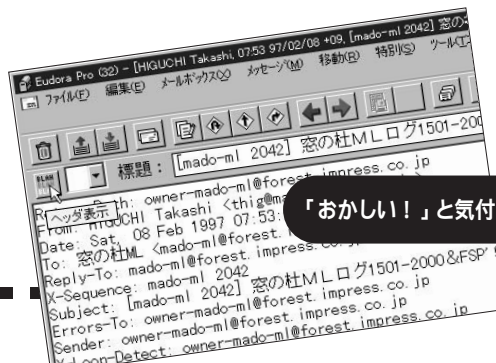 Eudora Pro (32) - [HIGUCHI Takashi, 07:53 97/02/08 +09, [mado-ml 2042] 窓の
ファイル(F) 編集(E) メールボックス(X) メッセージ(M) 移動(R) 特別(S) ツール(T)
標題: [mado-ml 2042] 窓の杜MLログ1501-200
BLAH
ヘッダ表示
owner-mado-ml@forest.impress.co.jp
From: HIGUCHI Takashi <thig@ma
Date: Sat, 08 Feb 1997 07:53:
To: 窓の杜ML <mado-ml@forest.impress
Reply-To: mado-ml@forest.impress.co.
X-Sequence: mado-ml 2042
Subject: [mado-ml 2042] 窓の杜MLログ1501-2000&FSP'
Errors-To: owner-mado-ml@forest.impress.co.jp
Sender: owner-mado-ml@forest.impress.co.jp
X-Loop-Detect: owner-mado-ml@forest.impress.co.jp
「おかしい!」と気付